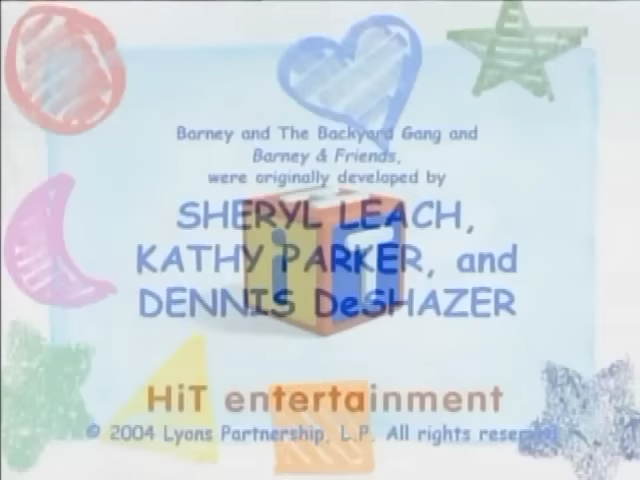 Barney and The Backyard Gang and
Barney & Friends,
were originally developed by
SHERYL LEACH,
KATHY PARKER, and
DENNIS DeSHAZER
HiT entertainment
© 2004 Lyons Partnership, L.P. All rights reserved